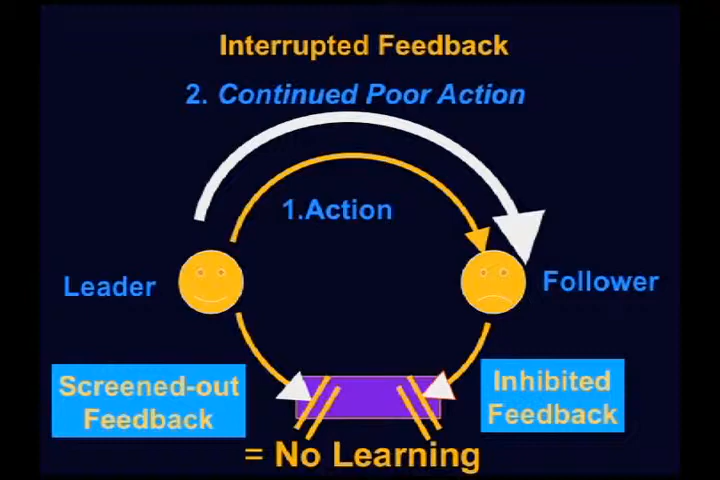 Interrupted Feedback
2. Continued Poor Action
1.Action
Leader
Follower
Screened-out
Feedback
Inhibited
Feedback
= No Learning